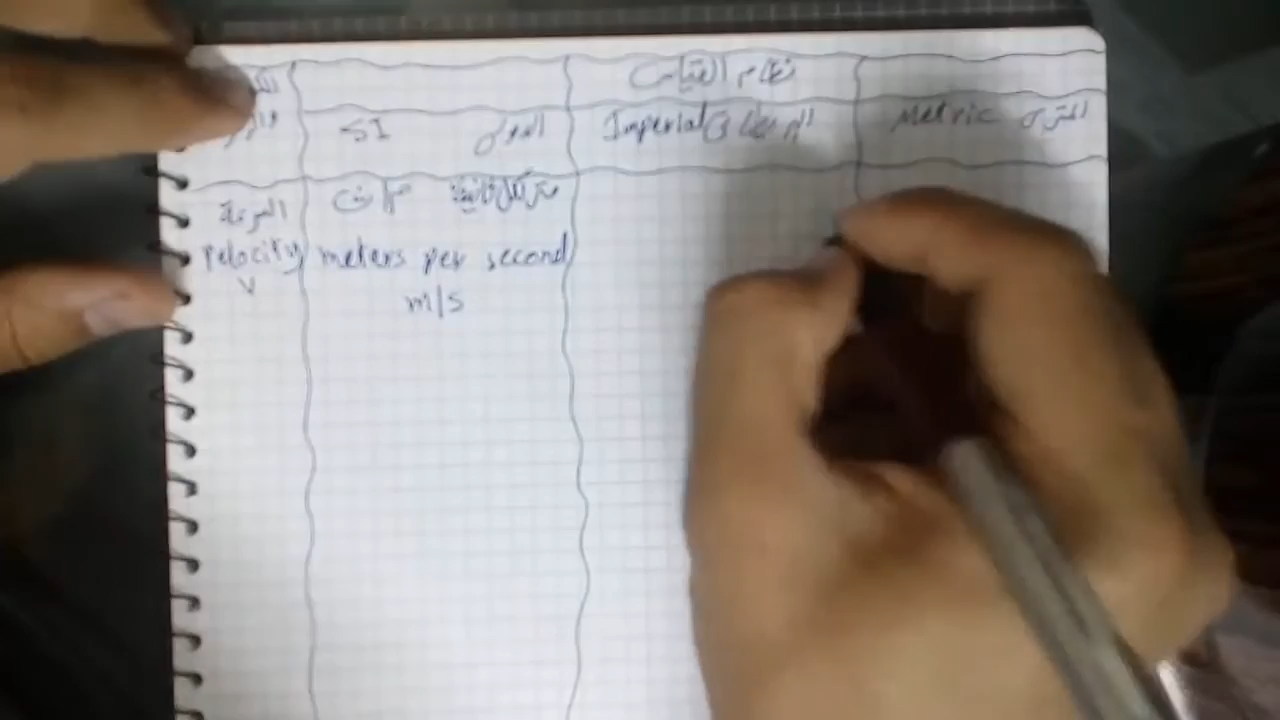 نظام القياس
SI الدولي
Imperial البريطاني
Metric المتري
السرعة
velocity
V
متر لكل ثانية م/ث
meters per second
m/s